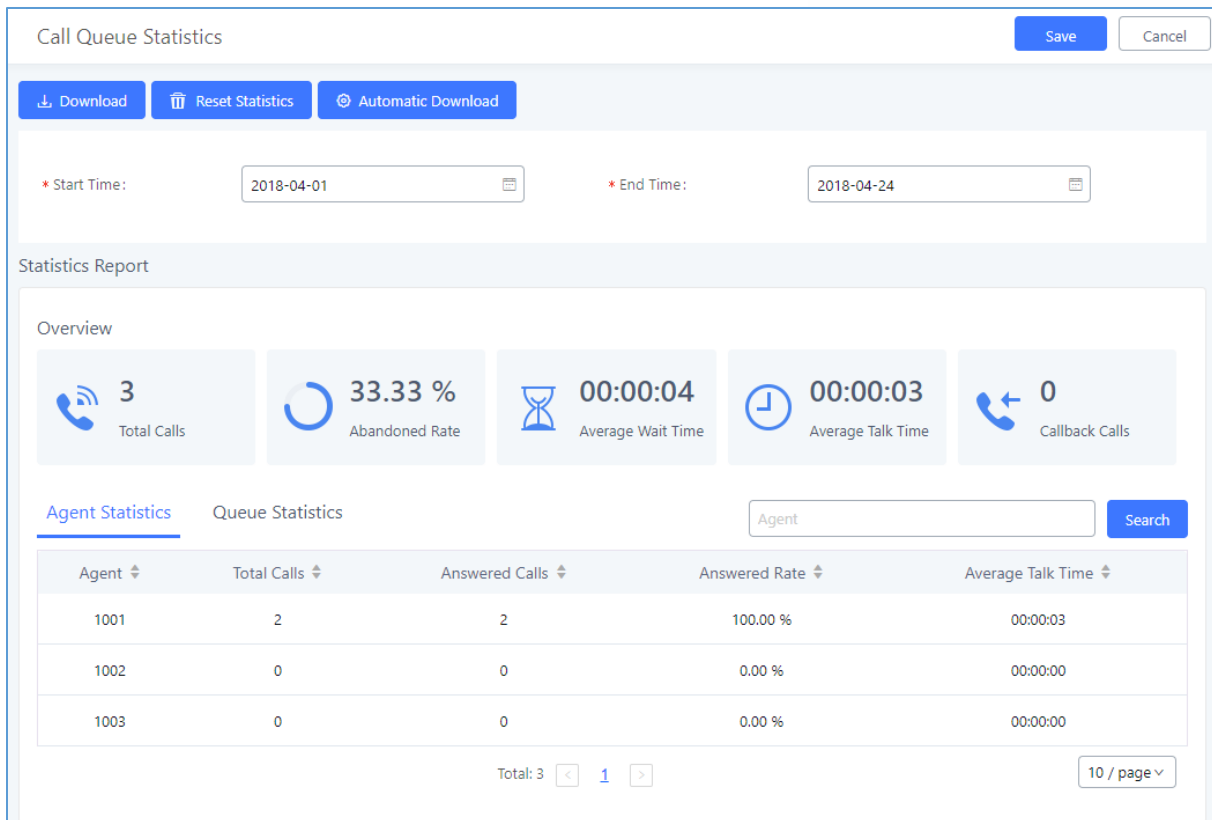 Call Queue Statistics Save Cancel
Download Reset Statistics Automatic Download
* Start Time: 2018-04-01 * End Time: 2018-04-24
Statistics Report
Overview
3 33.33 % 00:00:04 00:00:03 0
Total Calls Abandoned Rate Average Wait Time Average Talk Time Callback Calls
Agent Statistics Queue Statistics Agent Search
Agent Total Calls Answered Calls Answered Rate Average Talk Time
1001 2 2 100.00 % 00:00:03
1002 0 0 0.00 % 00:00:00
1003 0 0 0.00 % 00:00:00
Total: 3 < 1 > 10 / page